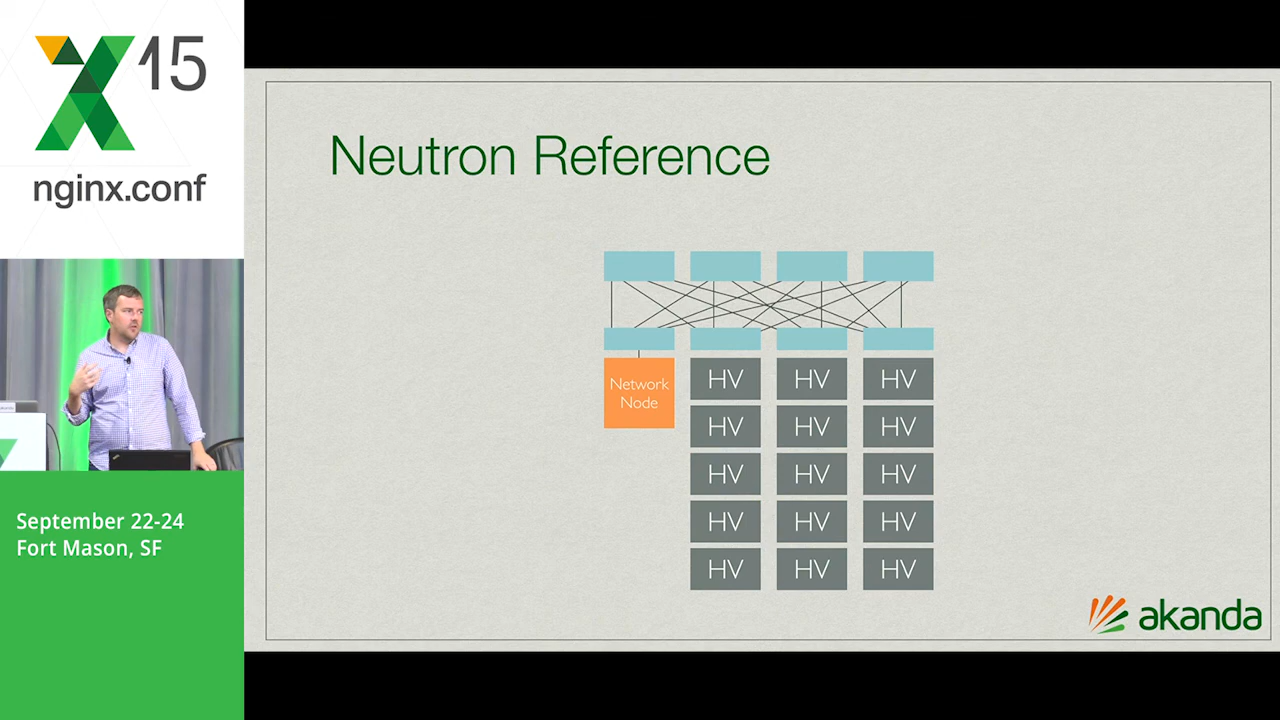 15
nginx.conf
September 22-24
Fort Mason, SF
Neutron Reference
Network
Node
HV HV HV
HV HV HV
HV HV HV
HV HV HV
HV HV HV
akanda